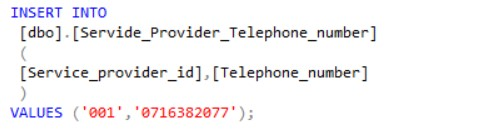 INSERT INTO
[dbo].[Servide_Provider_Telephone_number]
(
[Service_provider_id],[Telephone_number]
)
VALUES ('001','0716382077');